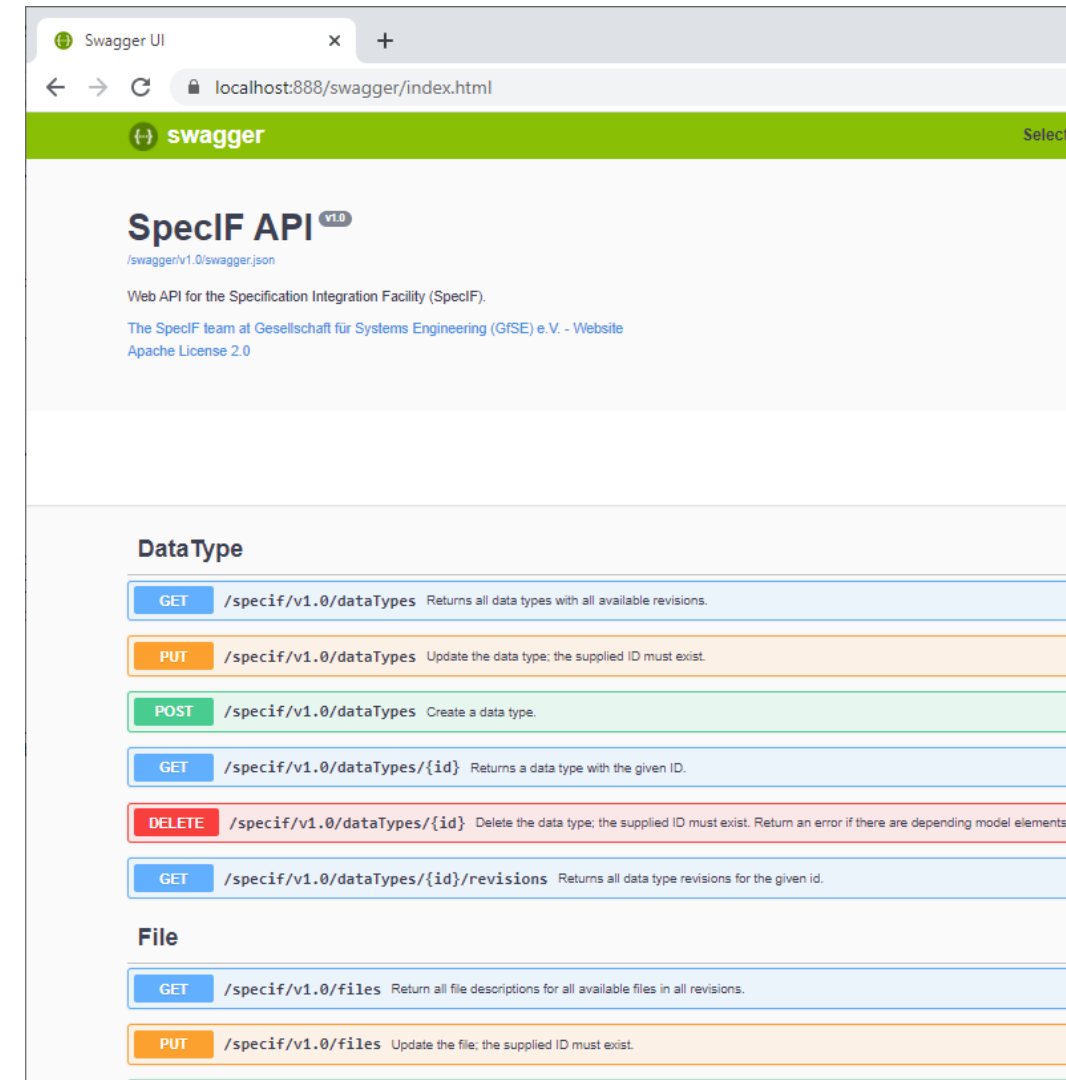 Swagger UI
localhost:888/swagger/index.html
swagger
Select
SpecIF API v1.0
/swagger/v1.0/swagger.json
Web API for the Specification Integration Facility (SpecIF).
The SpecIF team at Gesellschaft für Systems Engineering (GfSE) e.V. - Website
Apache License 2.0
DataType
GET /specif/v1.0/dataTypes Returns all data types with all available revisions.
PUT /specif/v1.0/dataTypes Update the data type; the supplied ID must exist.
POST /specif/v1.0/dataTypes Create a data type.
GET /specif/v1.0/dataTypes/{id} Returns a data type with the given ID.
DELETE /specif/v1.0/dataTypes/{id} Delete the data type; the supplied ID must exist. Return an error if there are depending model elements
GET /specif/v1.0/dataTypes/{id}/revisions Returns all data type revisions for the given id.
File
GET /specif/v1.0/files Return all file descriptions for all available files in all revisions.
PUT /specif/v1.0/files Update the file; the supplied ID must exist.